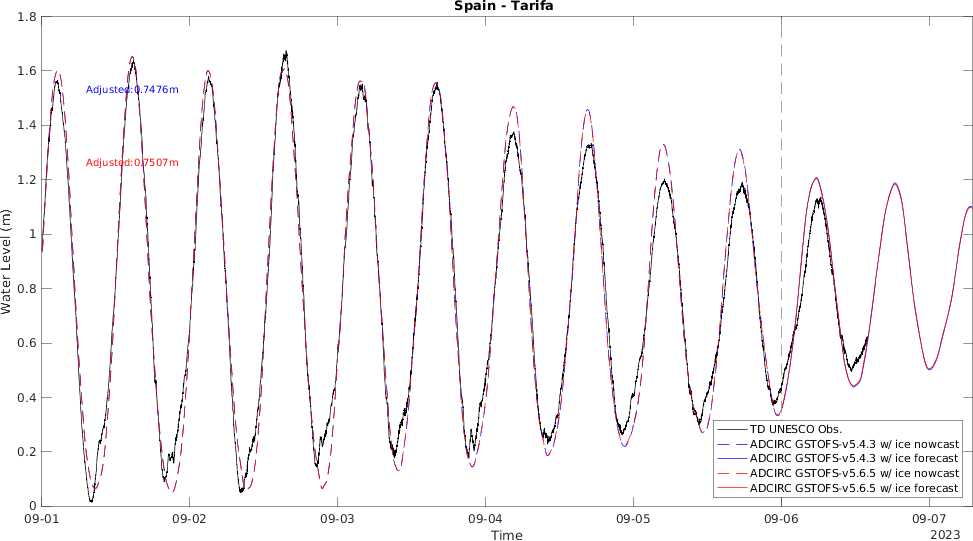 Spain - Tarifa
1.8
1.6
1.4
1.2
1
0.8
0.6
0.4
0.2
0
Water Level (m)
Adjusted:0.7476m
Adjusted:0.7507m
TD UNESCO Obs.
ADCIRC GSTOFS-v5.4.3 w/ ice nowcast
ADCIRC GSTOFS-v5.4.3 w/ ice forecast
ADCIRC GSTOFS-v5.6.5 w/ ice nowcast
ADCIRC GSTOFS-v5.6.5 w/ ice forecast
09-01 09-02 09-03 09-04 09-05 09-06 09-07
Time
2023